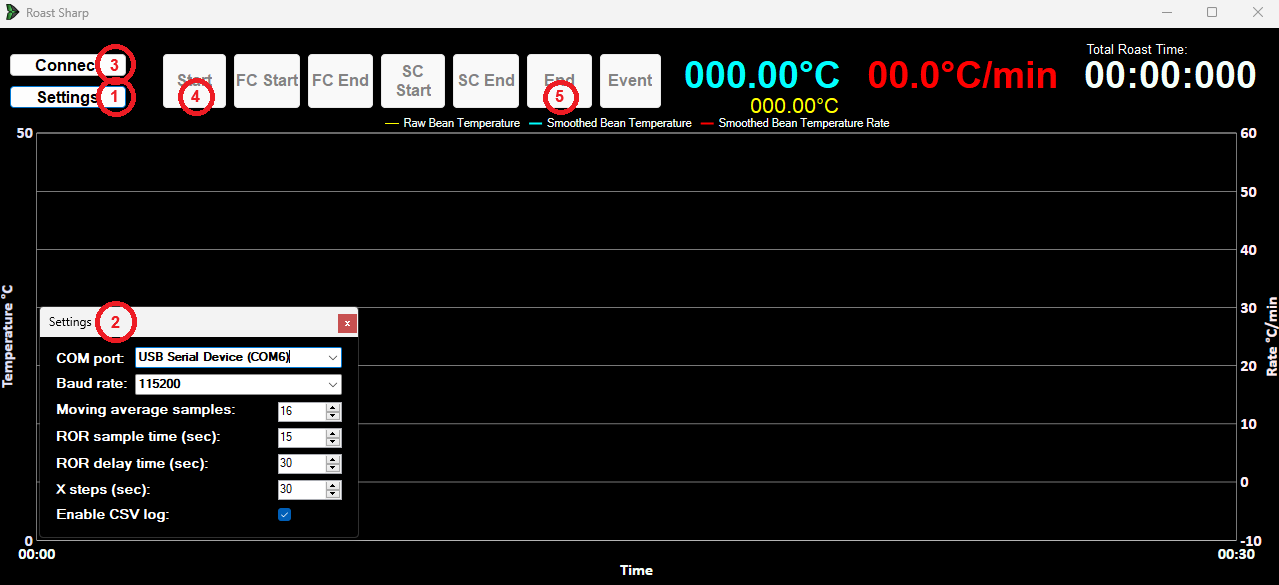 Roast Sharp
Total Roast Time:
Connec 3
Start
FC Start
FC End
SC
Start
SC End
End
Event
000.00°C
00.0°C/min
00:00:000
Settings 1
4
5
000.00°C
Raw Bean Temperature
Smoothed Bean Temperature
Smoothed Bean Temperature Rate
50
60
50
40
30
20
10
0
-10
Temperature °C
Rate °C/min
Settings 2
x
COM port: USB Serial Device (COM6)
Baud rate: 115200
Moving average samples: 16
ROR sample time (sec): 15
ROR delay time (sec): 30
X steps (sec): 30
Enable CSV log:
0
00:00
00:30
Time